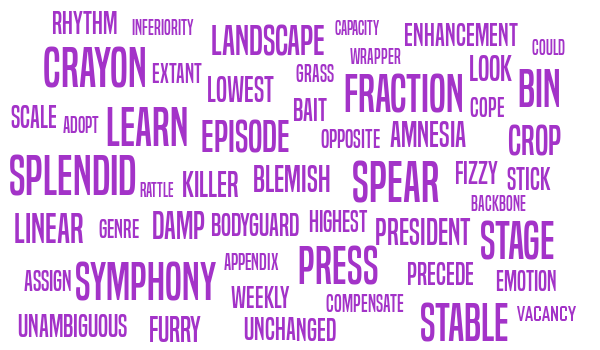 RHYTHM INFERIORITY LANDSCAPE CAPACITY ENHANCEMENT COULD
CRAYON EXTANT LOWEST GRASS WRAPPER FRACTION LOOK BIN
SCALE ADOPT LEARN EPISODE BAIT OPPOSITE AMNESIA COPE CROP
SPLENDID RATTLE KILLER BLEMISH SPEAR FIZZY STICK BACKBONE
LINEAR GENRE DAMP BODYGUARD HIGHEST PRESIDENT STAGE
ASSIGN SYMPHONY APPENDIX WEEKLY PRESS COMPENSATE PRECEDE EMOTION
UNAMBIGUOUS FURRY UNCHANGED STABLE VACANCY